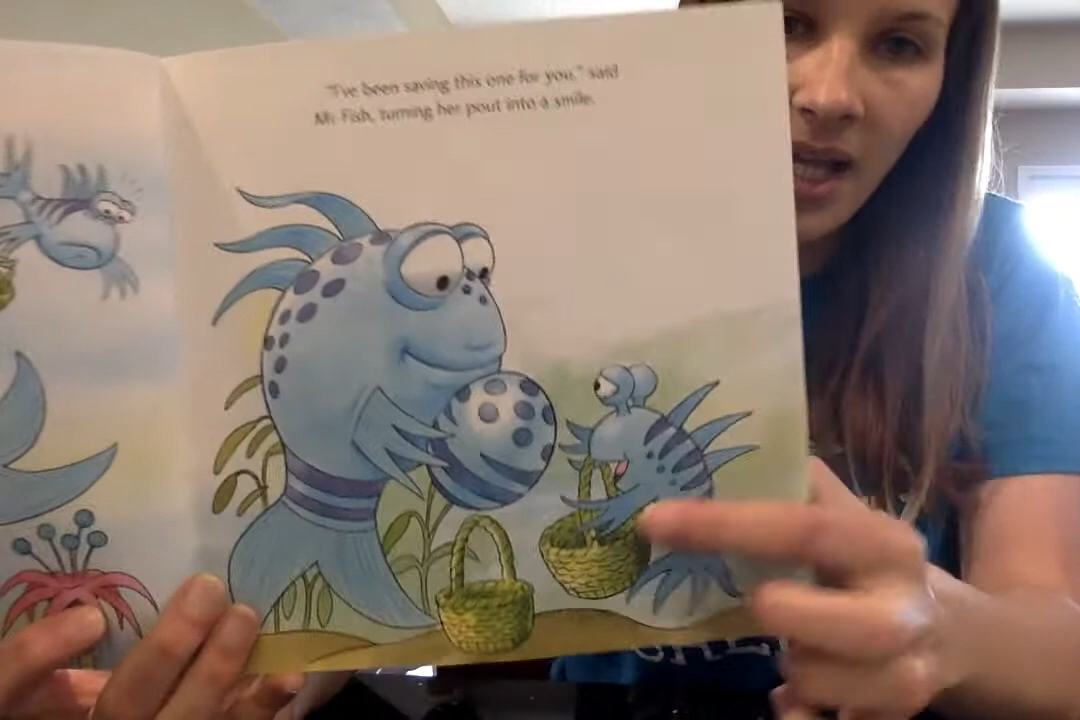 "I've been saving this one for you," said
Mr. Fish, turning her pout into a smile.